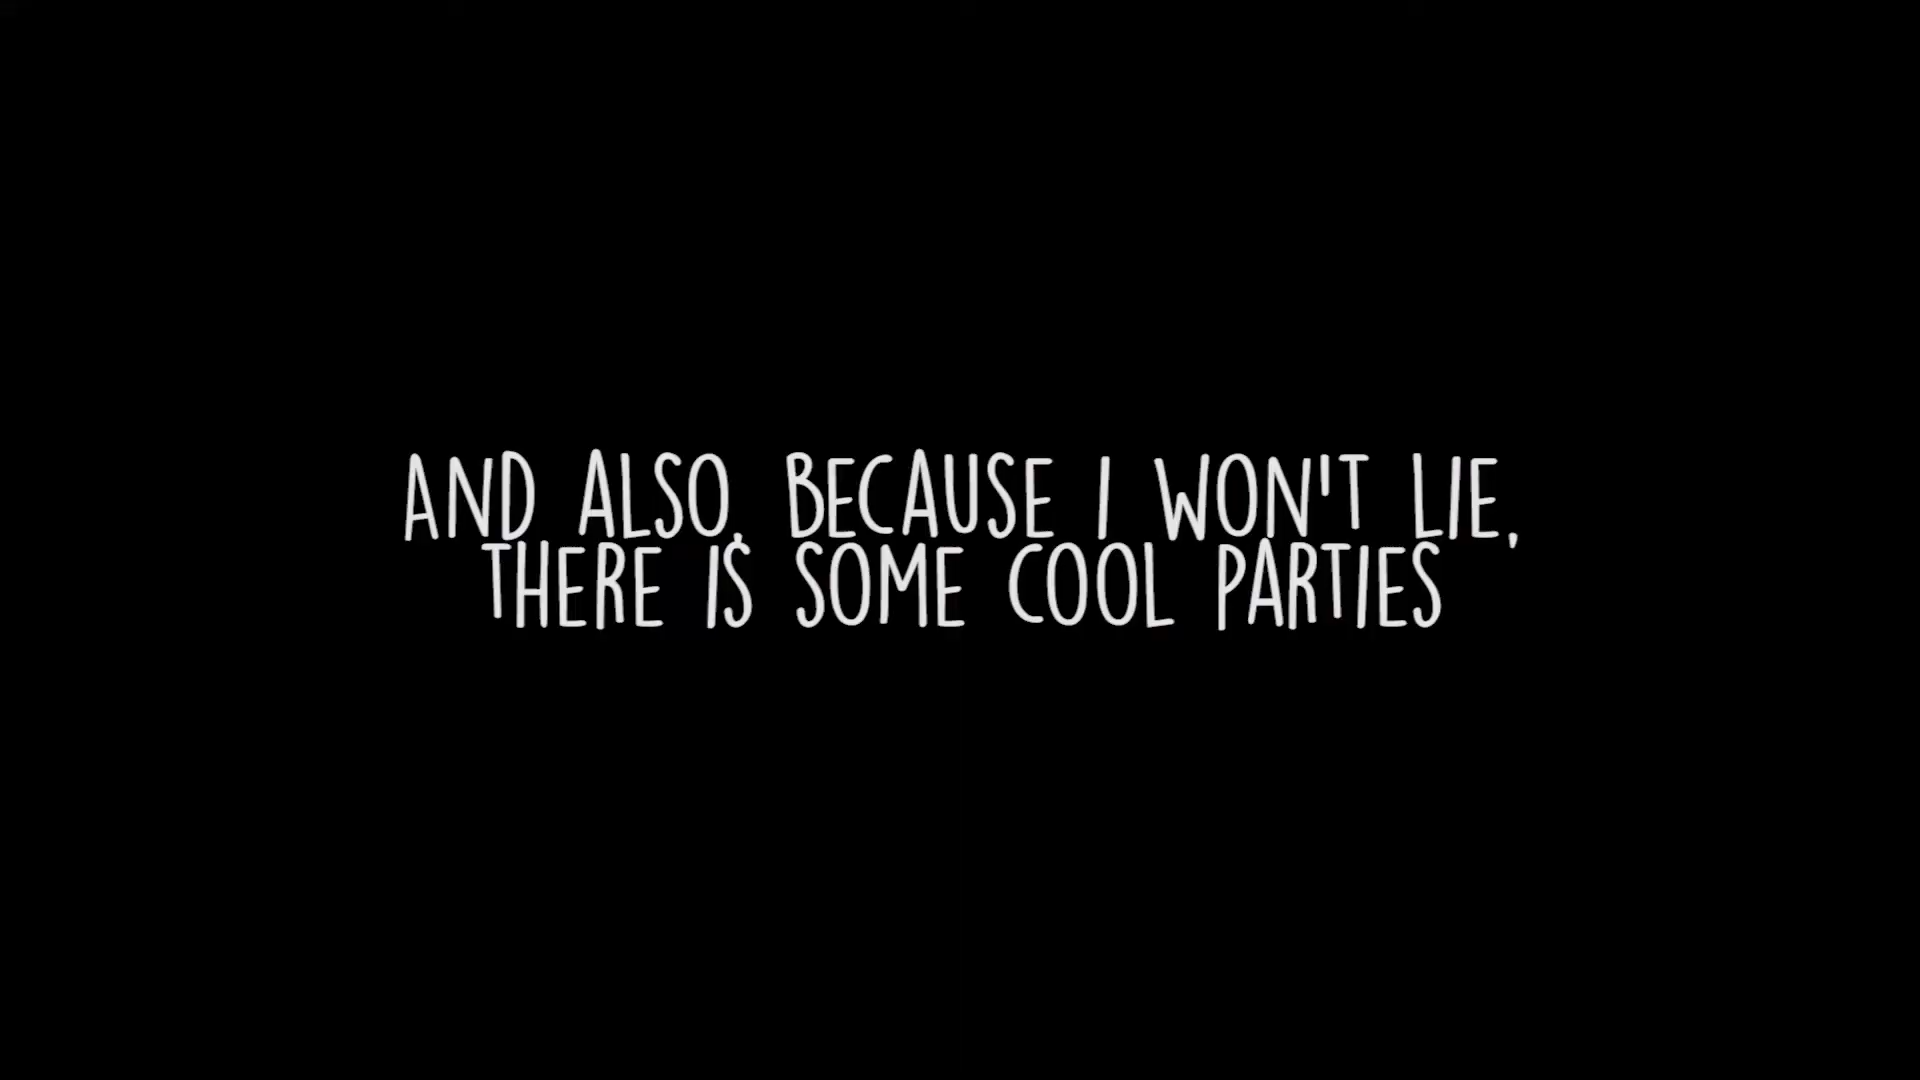 AND ALSO, BECAUSE I WON'T LIE,
THERE IS SOME COOL PARTIES